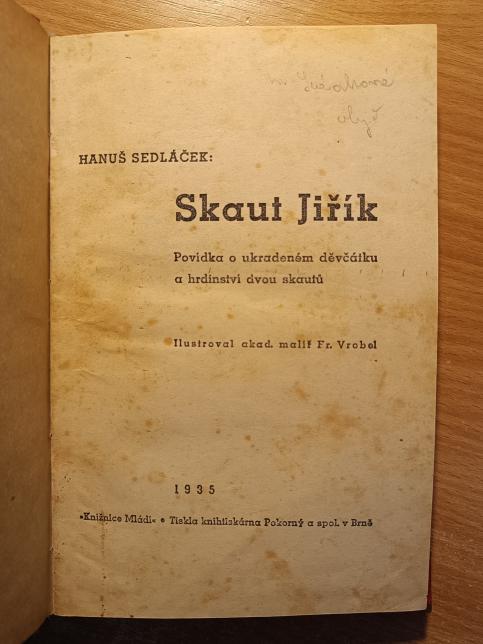 HANUŠ SEDLÁČEK:
Skaut Jiřík
Povídka o ukradeném děvčátku
a hrdinství dvou skautů
Ilustroval akad. malíř Fr. Vrobel
1935
»Knižnice Mládí« • Tiskla knihtiskárna Pokorný a spol. v Brně